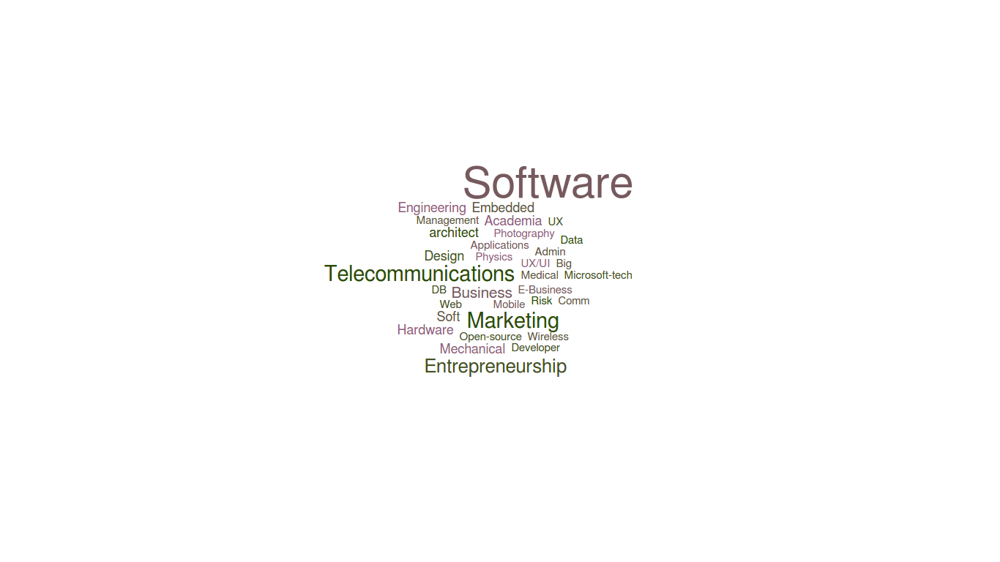 Software
Engineering Embedded
Management Academia UX
architect Photography
Data
Applications
Admin
Design Physics
UX/UI Big
Telecommunications Medical Microsoft-tech
DB Business E-Business
Web Mobile Risk Comm
Soft Marketing
Hardware
Open-source Wireless
Mechanical Developer
Entrepreneurship